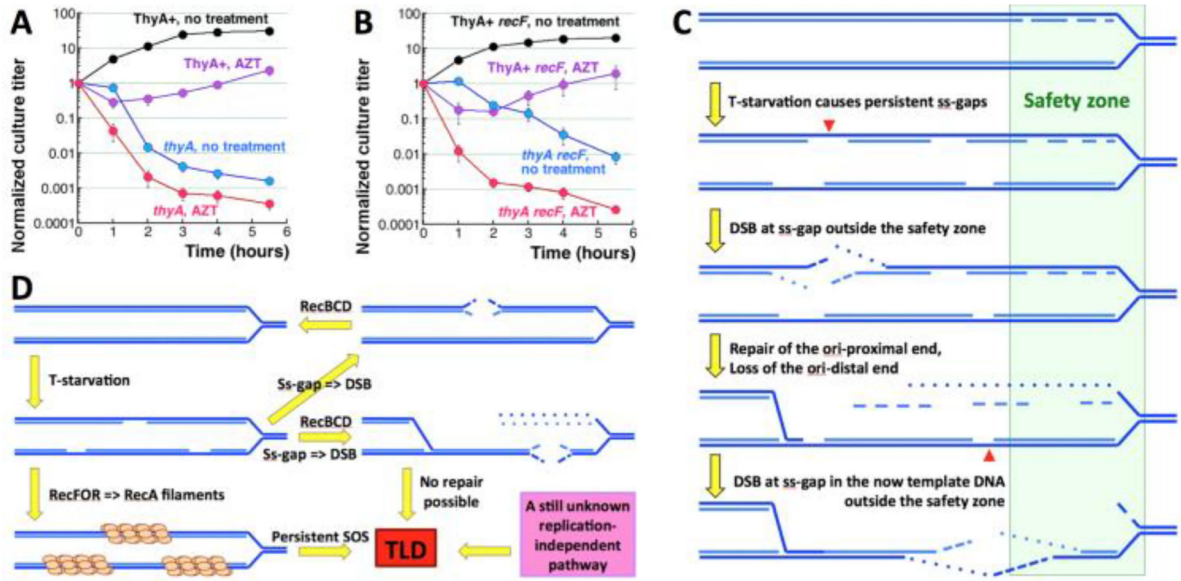 A
Normalized culture titer
100
10
1
0.1
0.01
0.001
0.0001
ThyA+, no treatment
ThyA+, AZT
thyA, no treatment
thyA, AZT
0 1 2 3 4 5 6
Time (hours)
B
Normalized culture titer
100
10
1
0.1
0.01
0.001
0.0001
ThyA+ recF, no treatment
ThyA+ recF, AZT
thyA recF,
no treatment
thyA recF, AZT
0 1 2 3 4 5 6
Time (hours)
C
T-starvation causes persistent ss-gaps
Safety zone
DSB at ss-gap outside the safety zone
Repair of the ori-proximal end,
Loss of the ori-distal end
DSB at ss-gap in the now template DNA
outside the safety zone
D
RecBCD
T-starvation
Ss-gap => DSB
RecBCD
Ss-gap => DSB
RecFOR => RecA filaments
No repair
possible
Persistent SOS
TLD
A still unknown
replication-
independent
pathway